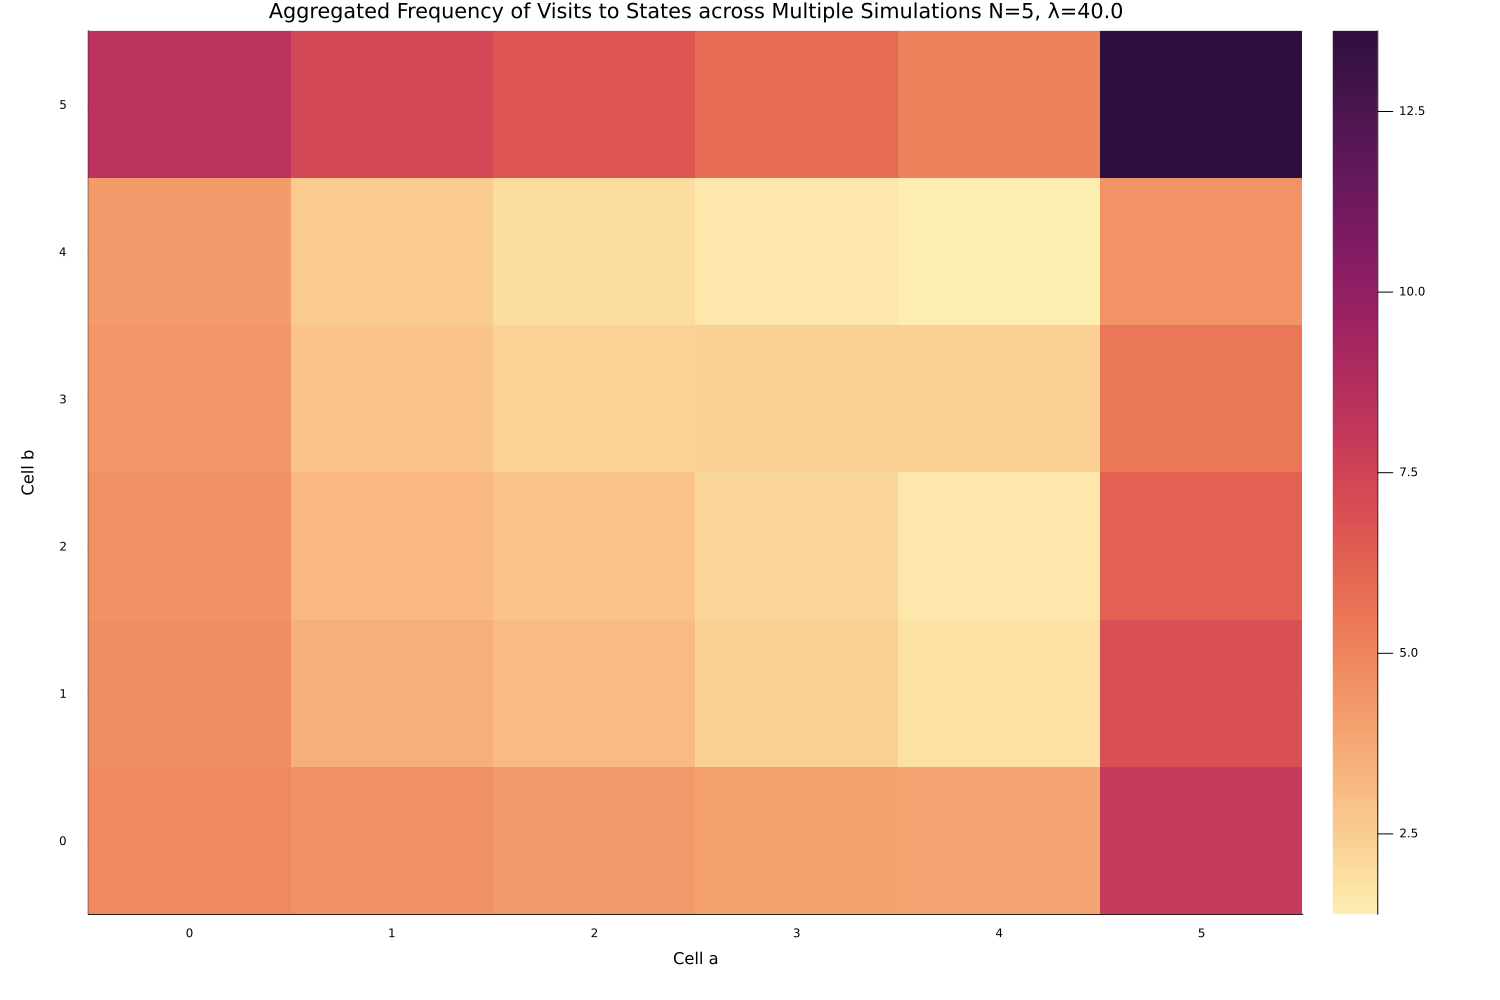 Aggregated Frequency of Visits to States across Multiple Simulations N=5, λ=40.0
5
4
3
2
1
0
Cell b
0 1 2 3 4 5
Cell a
12.5
10.0
7.5
5.0
2.5